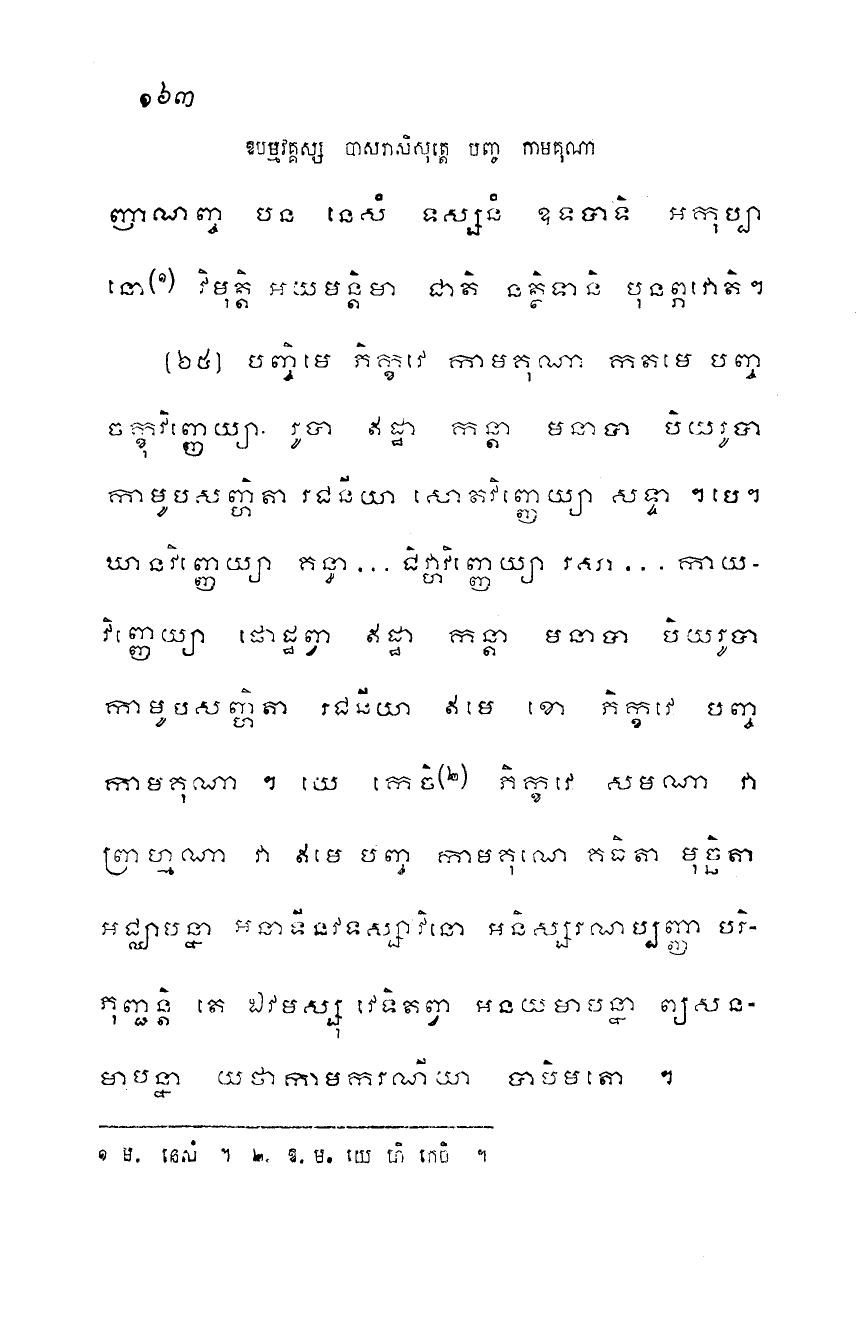 ១៦៣
ឱបម្មវគ្គស្ស បាសរាសិសុត្តេ បញ្ច កាមគុណា
ញាណញ្ច បន នេសំ ទស្សនំ ឧទបាទិ អកុប្បា
នោ(១) វិមុត្តិ អយមន្តិមា ជាតិ នត្ថិទានិ បុនព្ភវោតិ។
[៦៥] បញ្ចិមេ ភិក្ខវេ កាមគុណា កតមេ បញ្ច
ចក្ខុវិញ្ញេយ្យា រូបា ឥដ្ឋា កន្តា មនាបា បិយរូបា
កាមូបសញ្ហិតា រជនីយា សោតវិញ្ញេយ្យា សទ្ទា ។បេ។
ឃានវិញ្ញេយ្យា គន្ធា ... ជិវ្ហាវិញ្ញេយ្យា រសា ... កាយ-
វិញ្ញេយ្យា ផោដ្ឋព្វា ឥដ្ឋា កន្តា មនាបា បិយរូបា
កាមូបសញ្ហិតា រជនីយា ឥមេ ខោ ភិក្ខវេ បញ្ច
កាមគុណា ។ យេ កេចិ(២) ភិក្ខវេ សមណា វា
ព្រាហ្មណា វា ឥមេ បញ្ច កាមគុណេ គធិតា មុច្ឆិតា
អជ្ឈាបន្នា អនាទីនវទស្សាវិនោ អនិស្សរណប្បញ្ញា បរិ-
ភុញ្ជន្តិ តេ ឯវមស្សុ វេទិតព្វា អនយមាបន្នា ព្យសន-
មាបន្នា យថាកាមករណីយា បាបិមតោ ។
១ ម. នេសំ ។ ២. ឱ. ម. យេ ហិ កេចិ ។